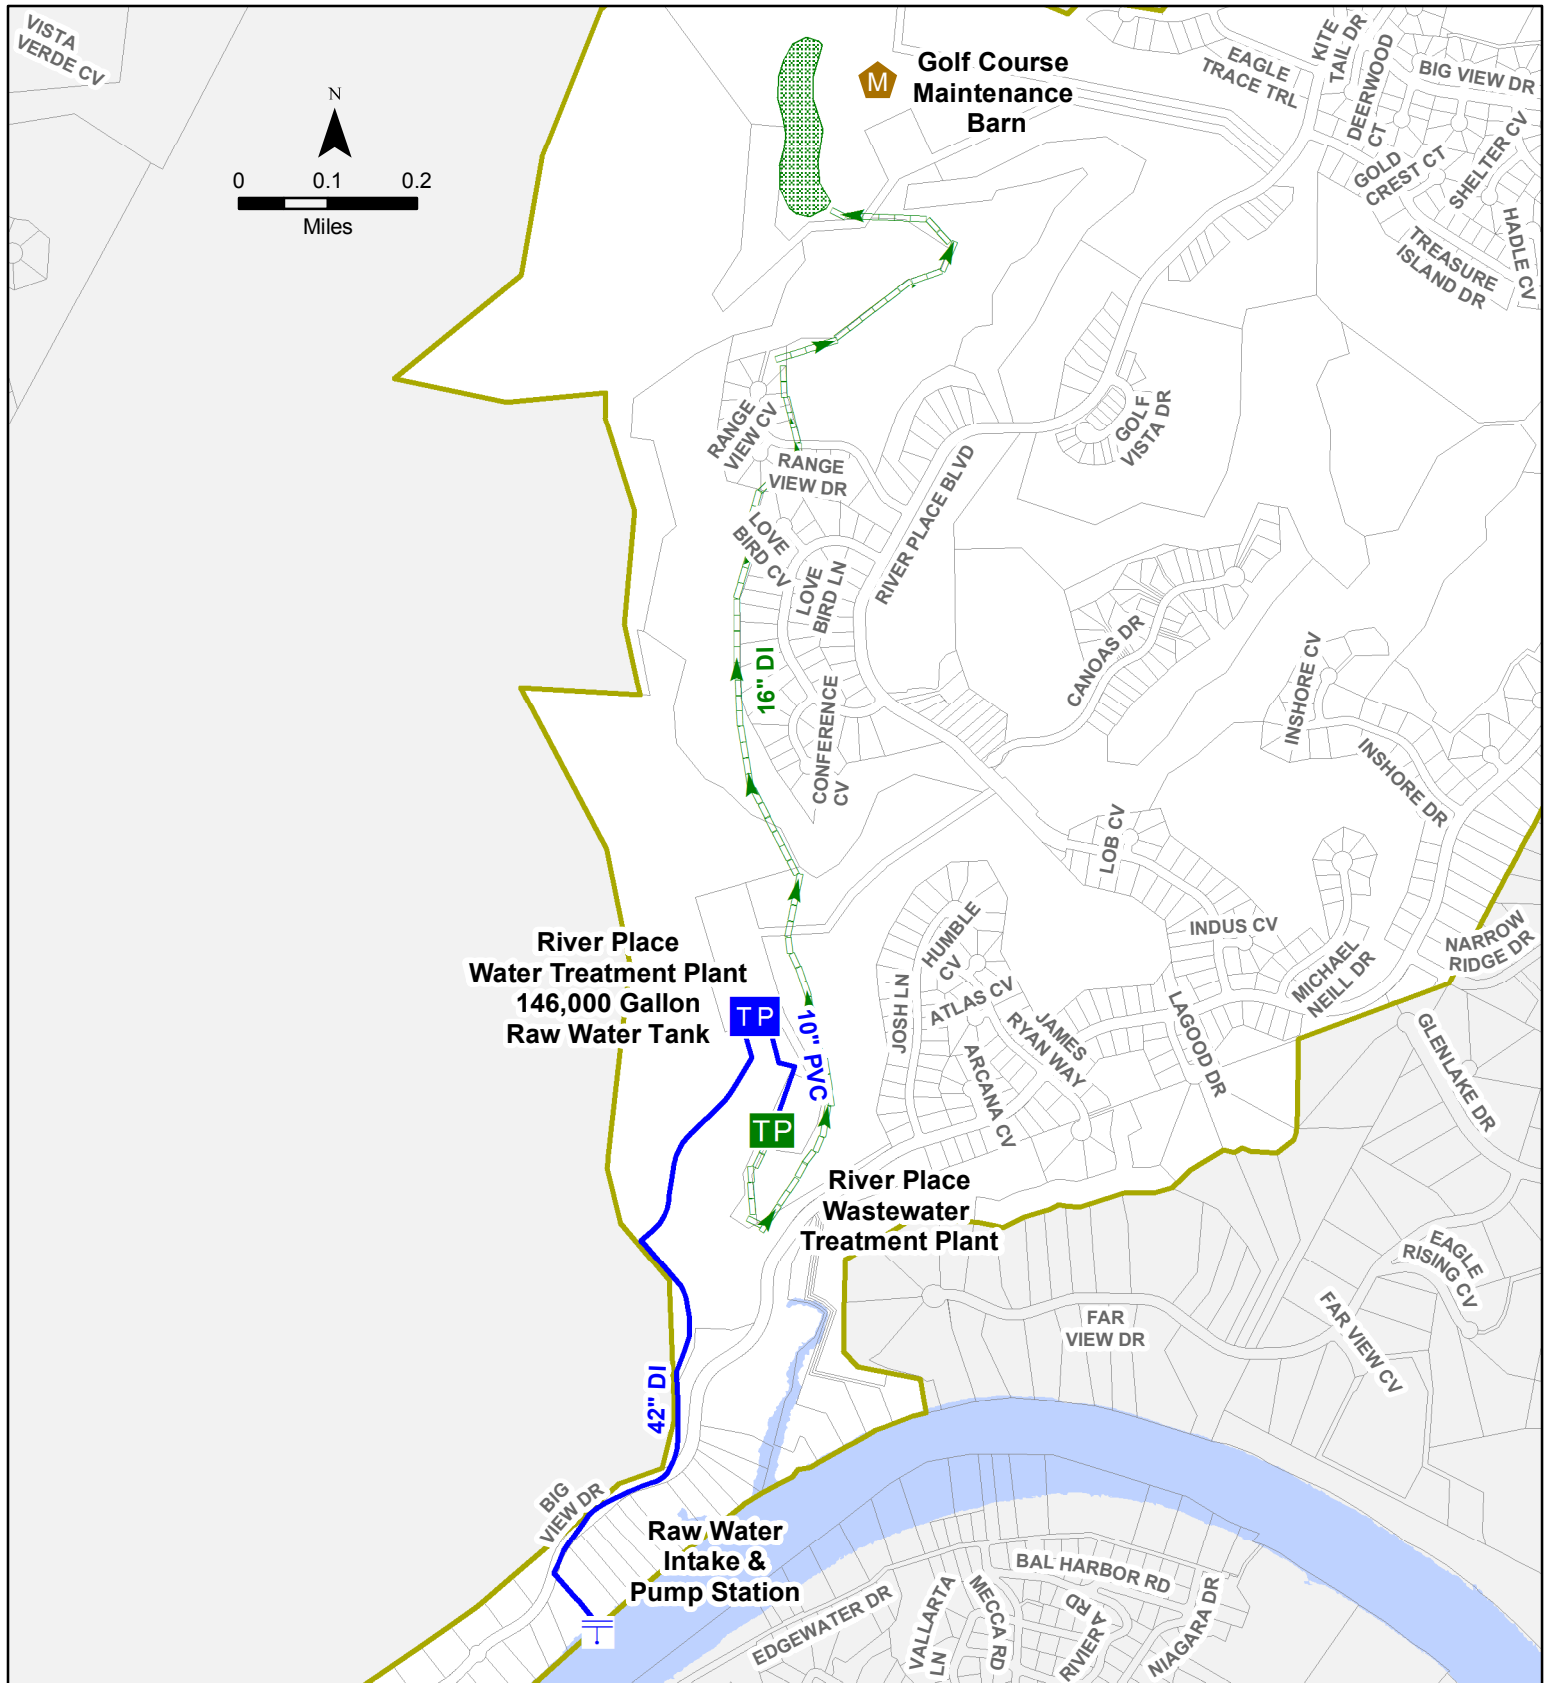 VISTA
VERDE CV
N
0 0.1 0.2
Miles
M
Golf Course
Maintenance
Barn
EAGLE
TRACE TRL
KITE
TAIL DR
DEERWOOD
CT
BIG VIEW DR
GOLD
CREST CT
SHELTER CV
HADLE CV
TREASURE
ISLAND DR
RANGE
VIEW CV
RANGE
VIEW DR
GOLF
VISTA DR
RIVER PLACE BLVD
LOVE
BIRD CV
LOVE
BIRD LN
16" DI
CONFERENCE
CV
CANOAS DR
INSHORE CV
INSHORE DR
LOB CV
INDUS CV
MICHAEL
NEILL DR
NARROW
RIDGE DR
HUMBLE
CV
JOSH LN
ATLAS CV
JAMES
RYAN WAY
ARCANA CV
LAGOOD DR
GLENLAKE DR
River Place
Water Treatment Plant
146,000 Gallon
Raw Water Tank
TP
10" PVC
TP
River Place
Wastewater
Treatment Plant
EAGLE
RISING CV
FAR
VIEW DR
FAR VIEW CV
42" DI
BIG
VIEW DR
Raw Water
Intake &
Pump Station
EDGEWATER DR
VALLARTA
LN
MECCA RD
BAL HARBOR RD
RIVIERA RD
NIAGARA DR